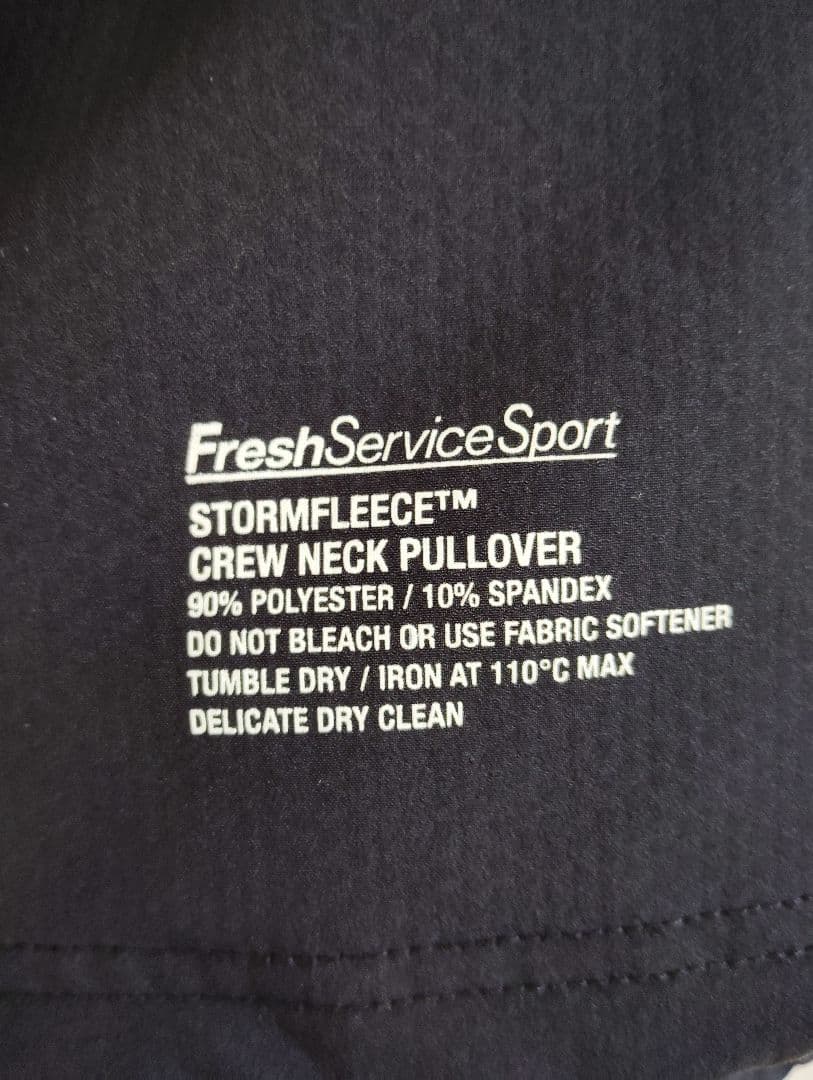 FreshServiceSport
STORMFLEECE™
CREW NECK PULLOVER
90% POLYESTER / 10% SPANDEX
DO NOT BLEACH OR USE FABRIC SOFTENER
TUMBLE DRY / IRON AT 110°C MAX
DELICATE DRY CLEAN